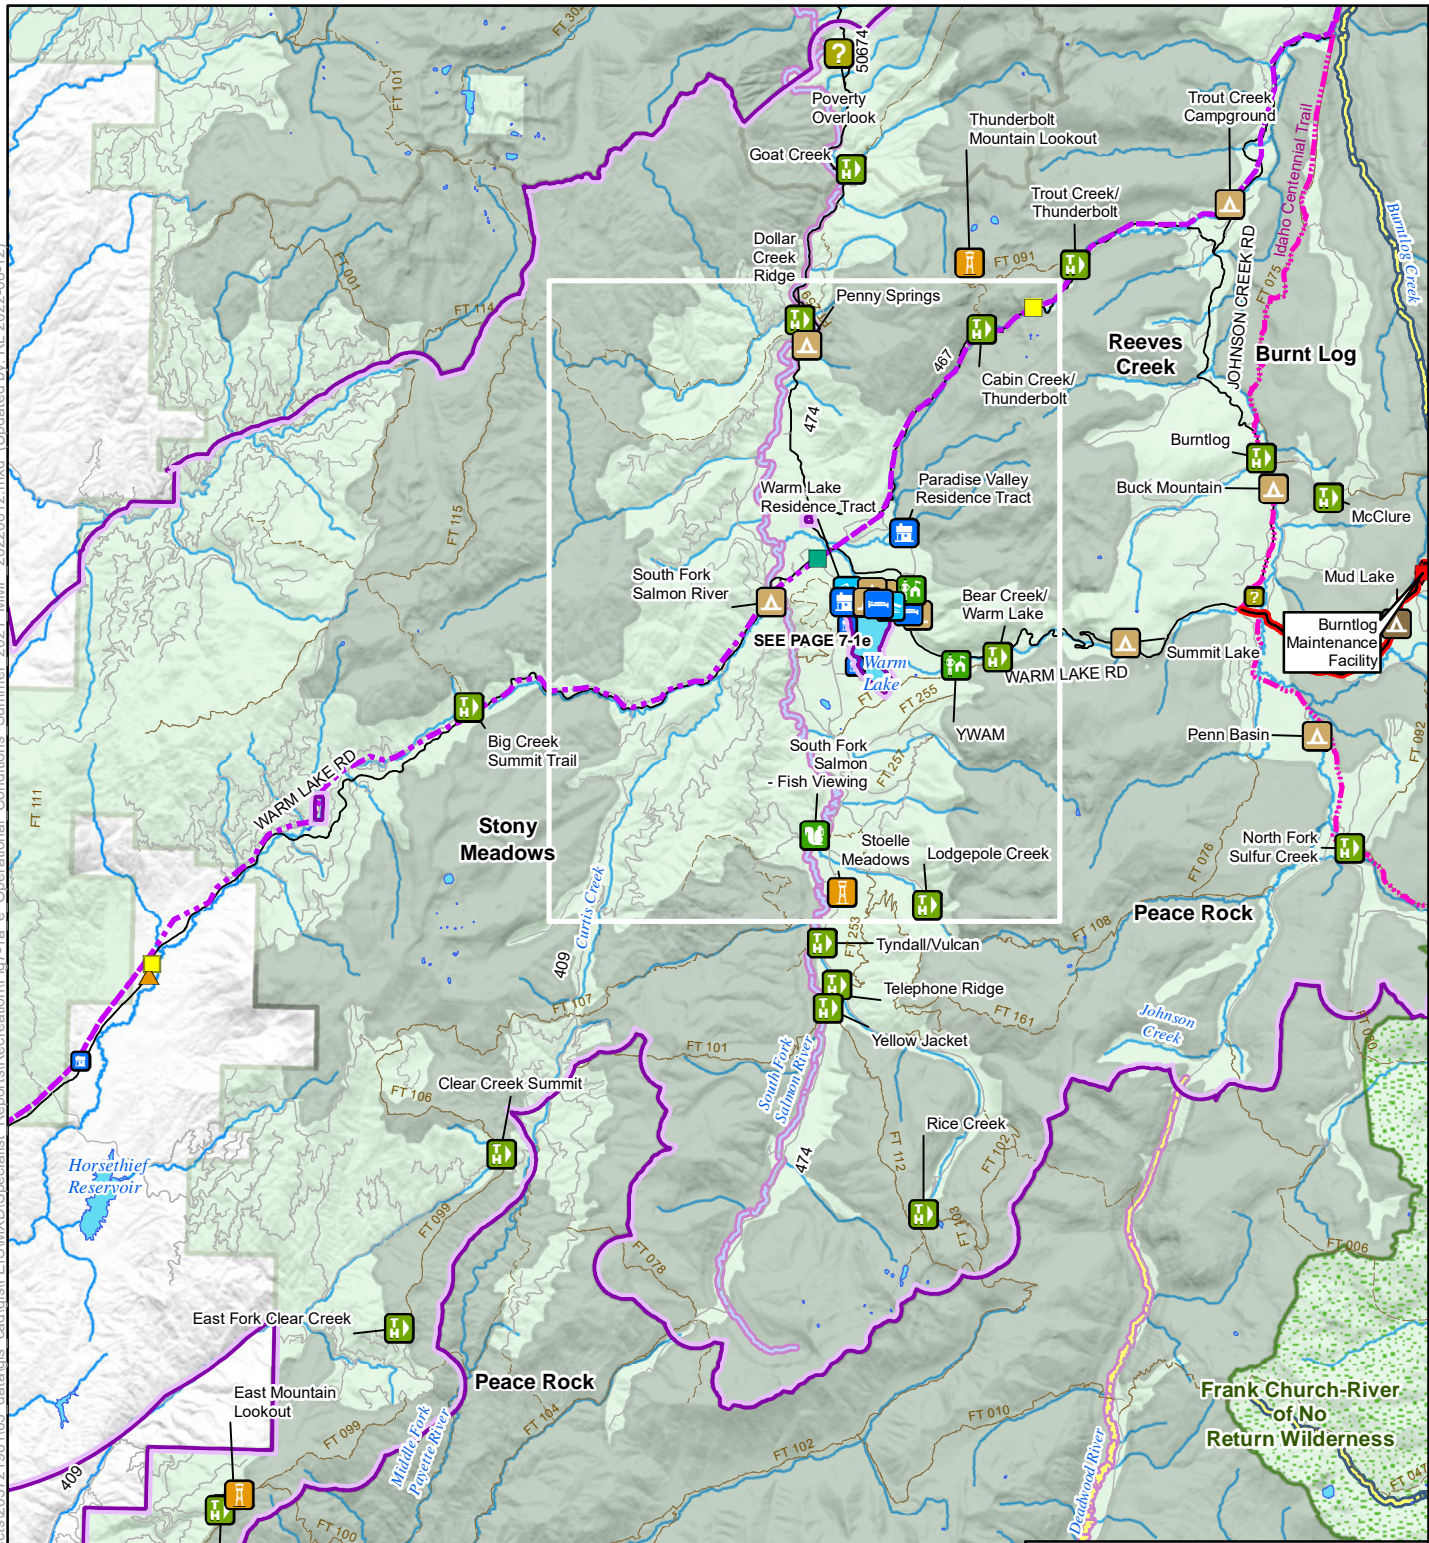 FT 302
50674
FT 101
Poverty
Overlook
Goat Creek
Thunderbolt
Mountain Lookout
Trout Creek
Campground
Idaho Centennial Trail
Trout Creek/
Thunderbolt
Burntlog Creek
FT 001
Dollar
Creek
Ridge
FT 091
FT 075
JOHNSON CREEK RD
FT 114
Penny Springs
467
Reeves
Creek
Burnt Log
Cabin Creek/
Thunderbolt
474
Burntlog
Buck Mountain
McClure
FT 115
Warm Lake
Residence Tract
Paradise Valley
Residence Tract
South Fork
Salmon River
Bear Creek/
Warm Lake
Mud Lake
Burntlog
Maintenance
Facility
SEE PAGE 7-1e
Warm
Lake
Summit Lake
WARM LAKE RD
FT 255
YWAM
Penn Basin
FT 092
Big Creek
Summit Trail
South Fork
Salmon
- Fish Viewing
FT 257
WARM LAKE RD
FT 111
Stony
Meadows
Stoelle
Meadows
Lodgepole Creek
FT 076
North Fork
Sulfur Creek
Curtis Creek
409
FT 253
Peace Rock
FT 108
Tyndall/Vulcan
Telephone Ridge
FT 107
FT 161
Johnson
Creek
Yellow Jacket
FT 101
South Fork
Salmon River
Clear Creek Summit
FT 106
Rice Creek
FT 112
FT 102
Horsethief
Reservoir
474
FT 099
FT 103
FT 078
FT 006
East Fork Clear Creek
Peace Rock
East Mountain
Lookout
Frank Church-River
of No
Return Wilderness
FT 099
FT 104
FT 010
FT 102
Middle Fork
Payette River
Deadwood River
409
FT 047
FT 100